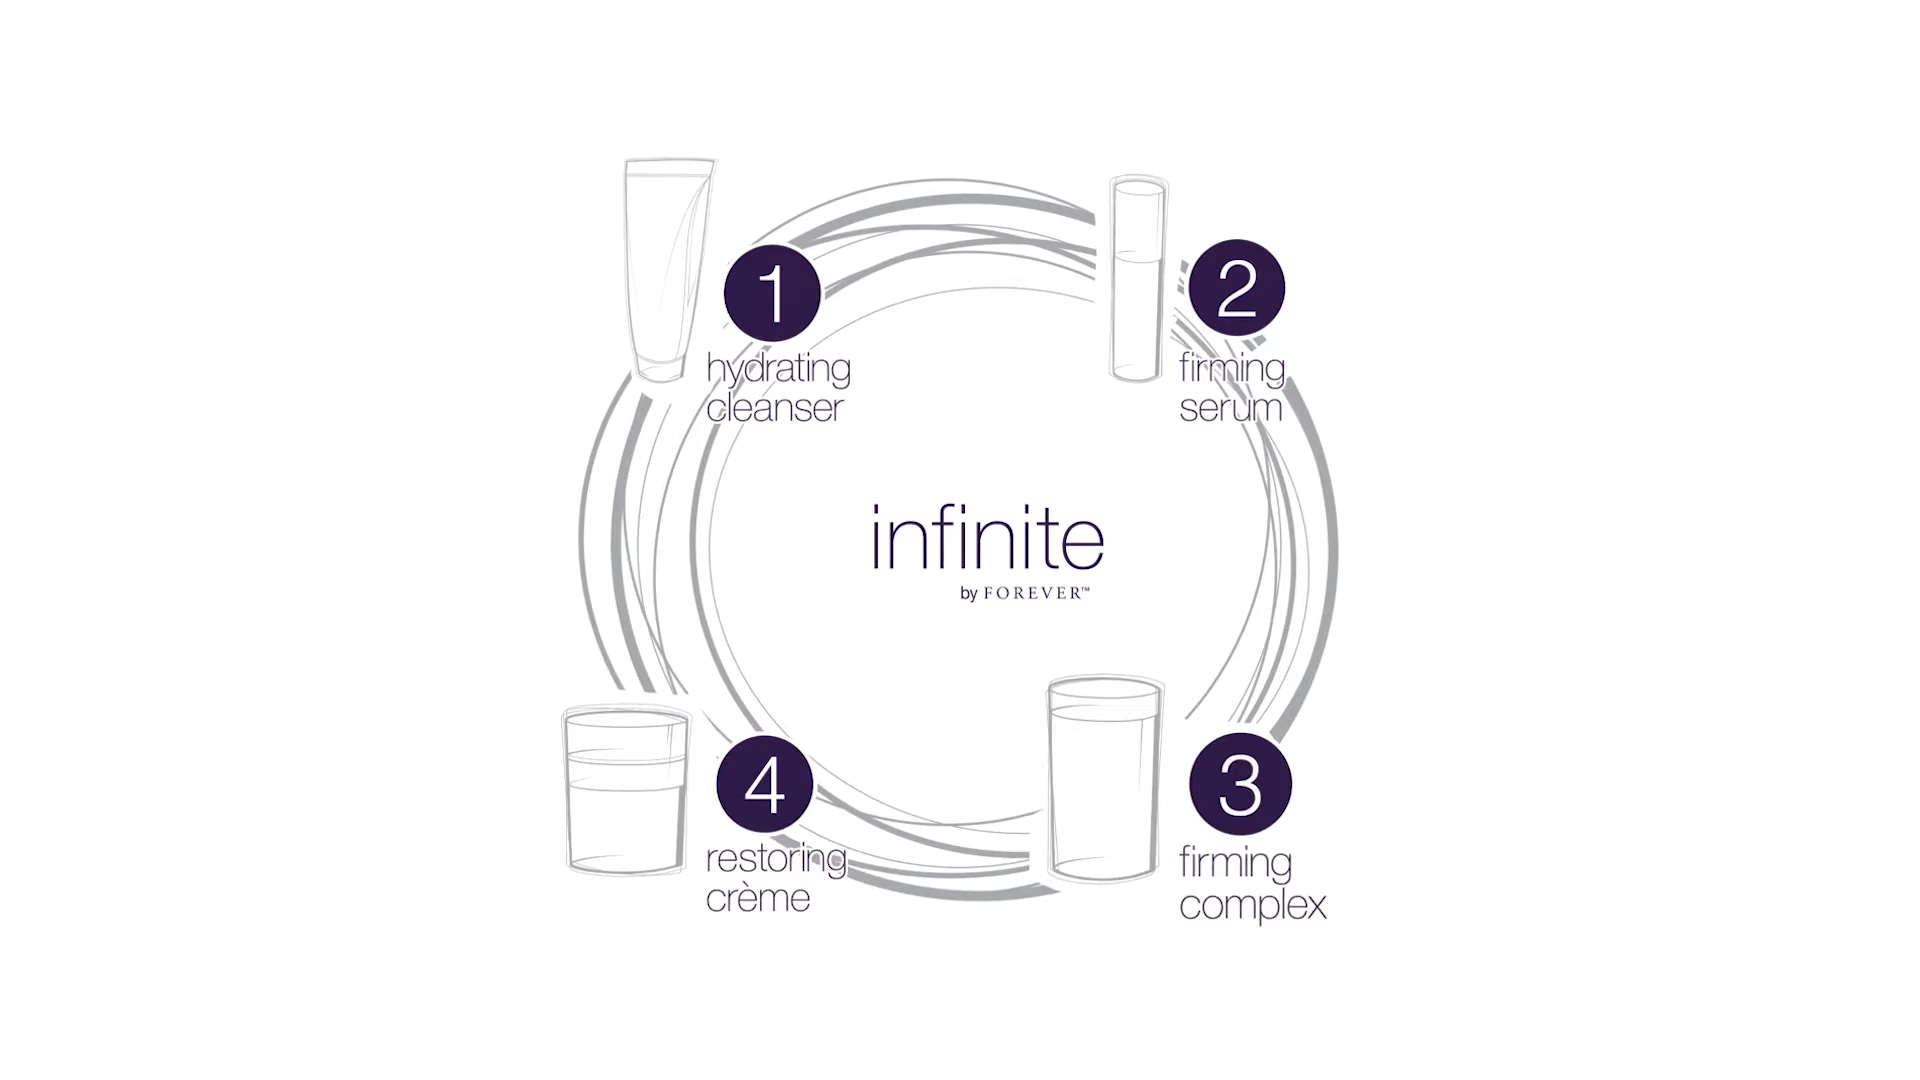 1
hydrating
cleanser
2
firming
serum
infinite
by FOREVER™
3
firming
complex
4
restoring
crème